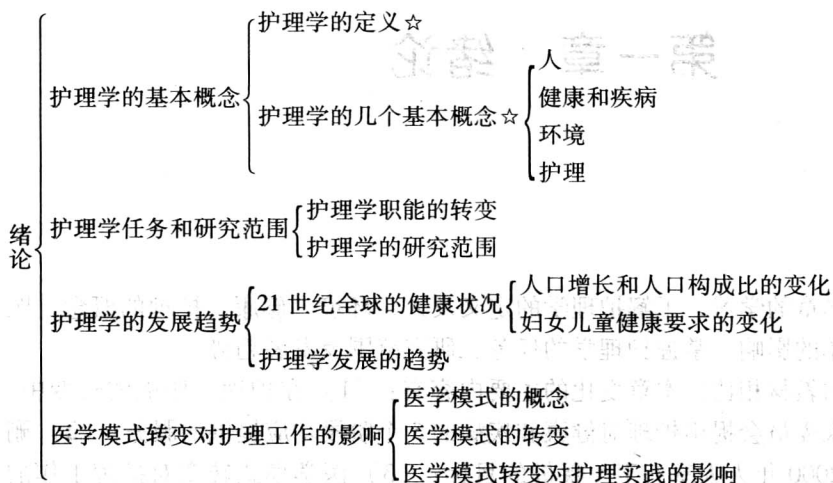 护理学的定义☆
护理学的基本概念
人
健康和疾病
护理学的几个基本概念☆
环境
护理
绪论
护理学任务和研究范围
护理学职能的转变
护理学的研究范围
护理学的发展趋势
21世纪全球的健康状况
人口增长和人口构成比的变化
妇女儿童健康要求的变化
护理学发展的趋势
医学模式转变对护理工作的影响
医学模式的概念
医学模式的转变
医学模式转变对护理实践的影响
第一章 绪论